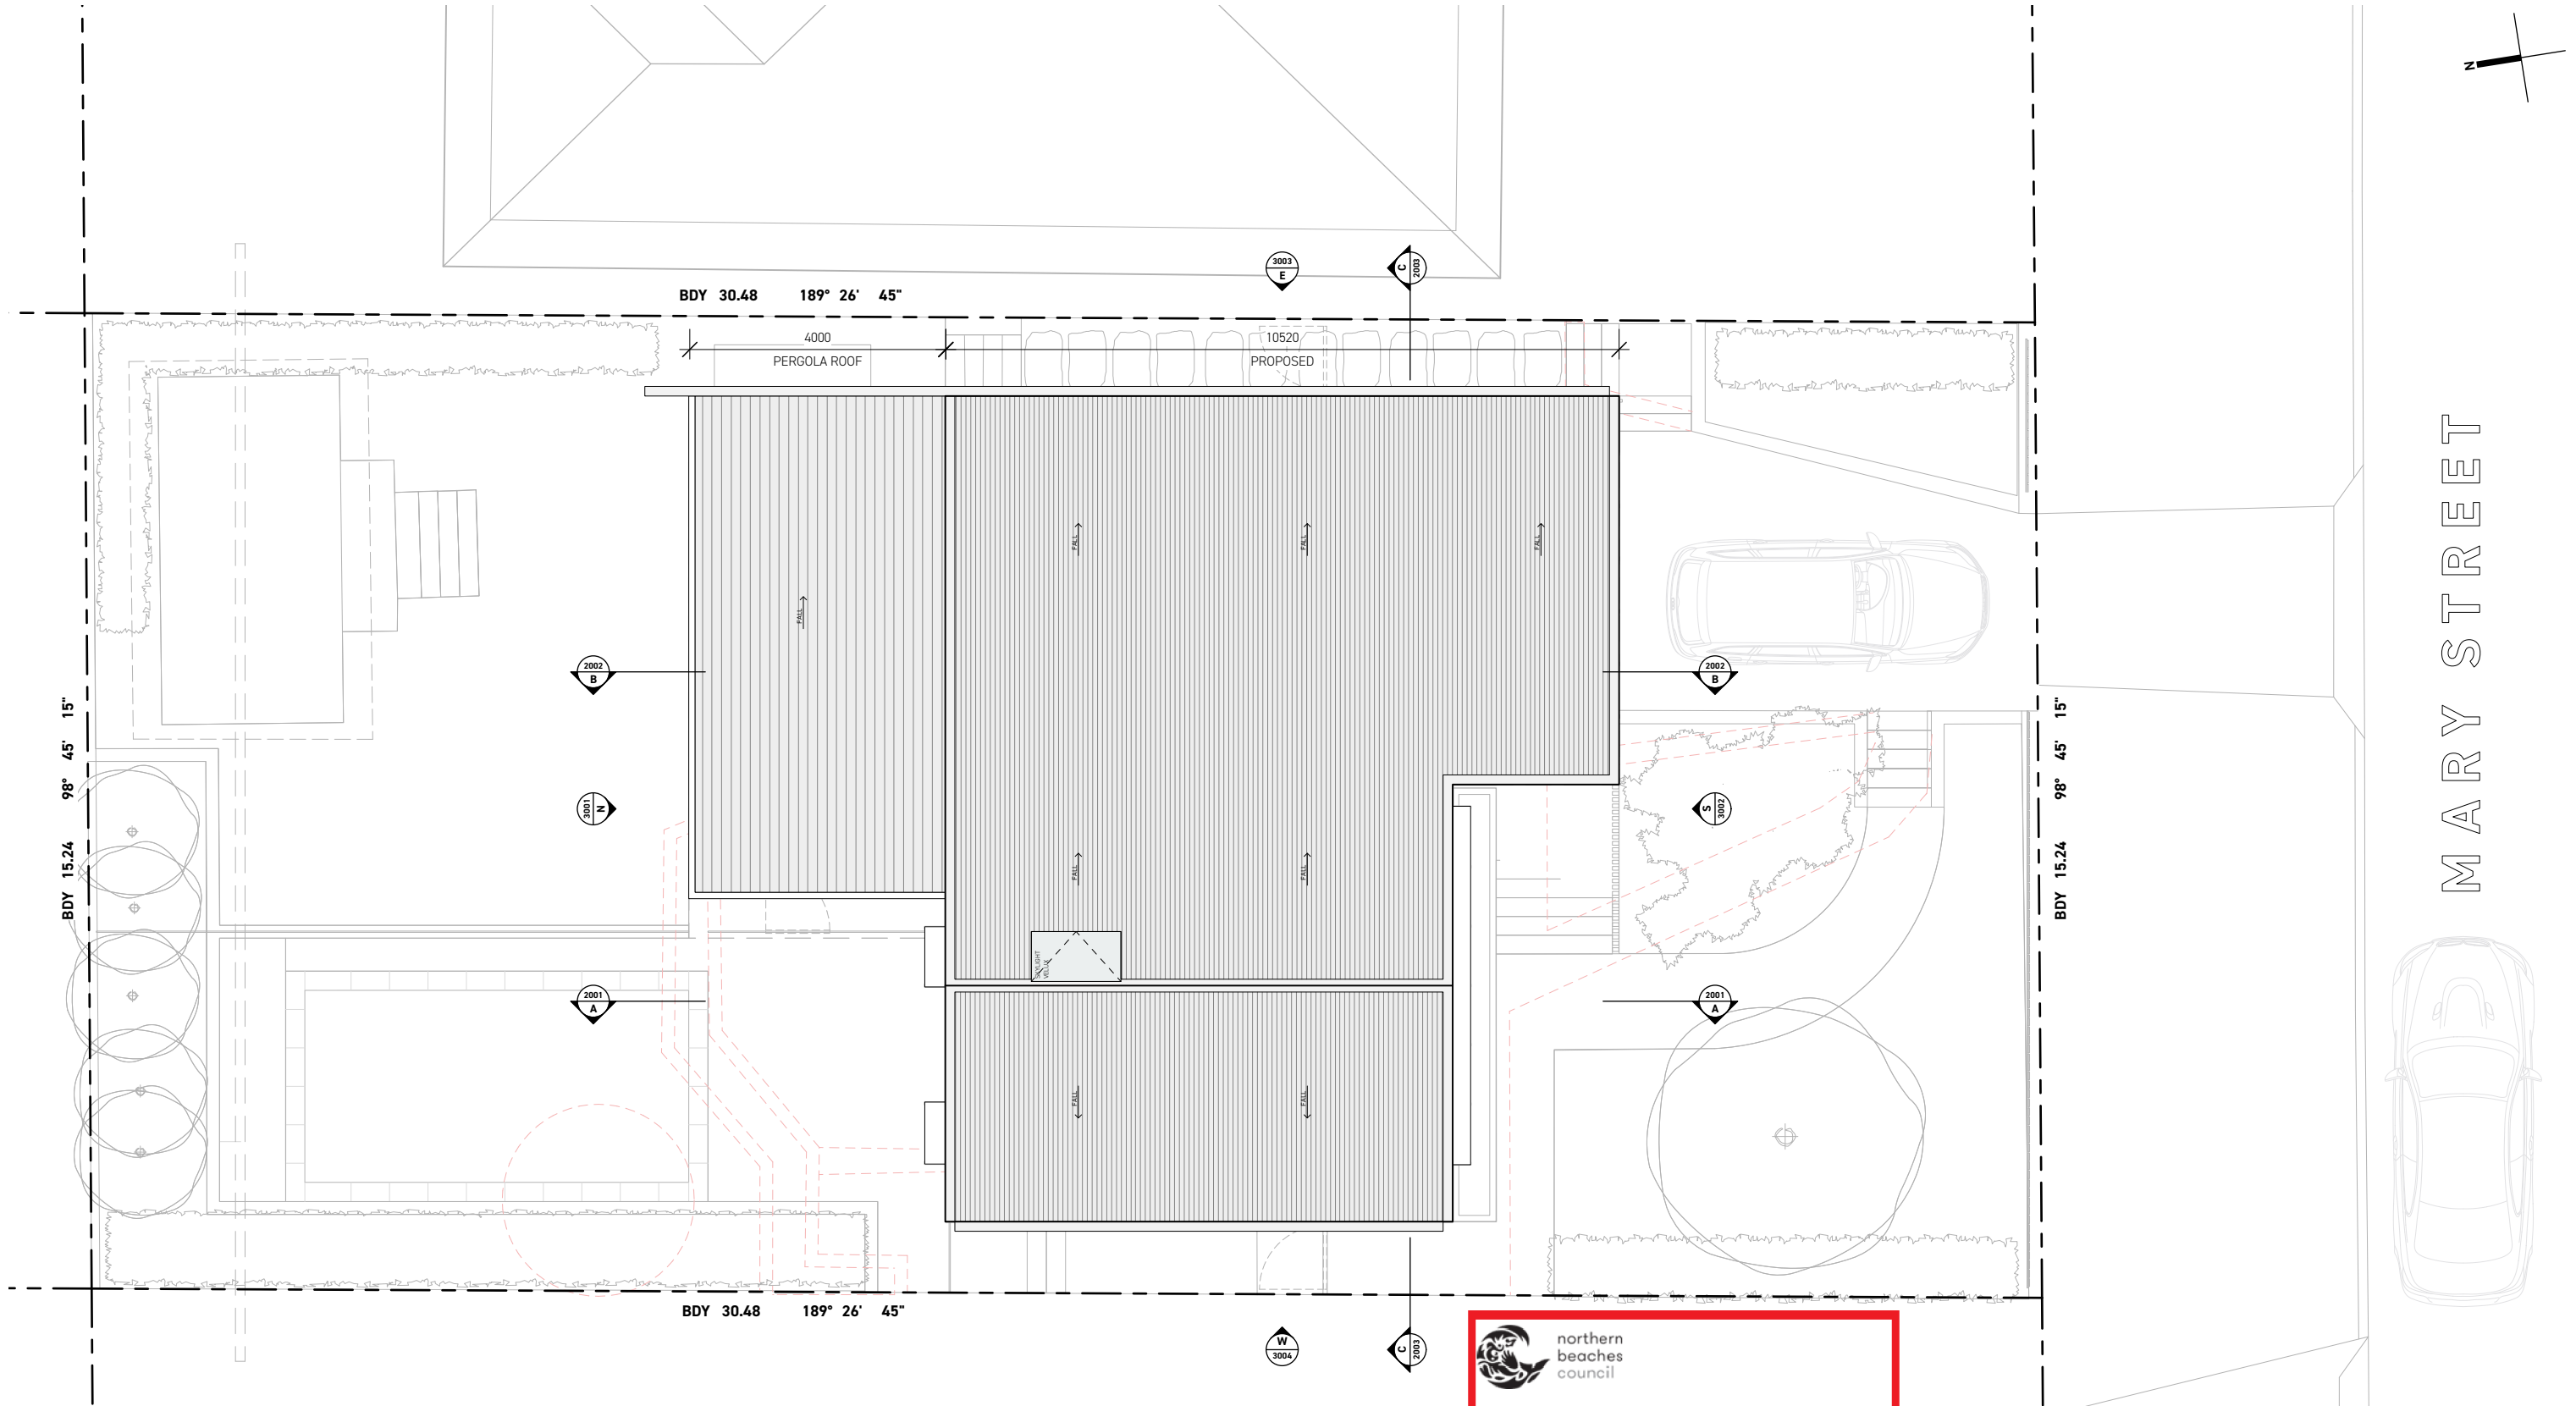 N
3003
E
C
2003
BDY 30.48 189° 26' 45"
4000
PERGOLA ROOF
10520
PROPOSED
FALL
FALL
FALL
FALL
MARY STREET
2002
B
2002
B
BDY 15.24 98° 45' 15"
BDY 15.24 98° 45' 15"
3001
N
S
3002
FALL
FALL
SKYLIGHT
VELUX
2001
A
2001
A
FALL
FALL
BDY 30.48 189° 26' 45"
W
3004
C
2003
northern
beaches
council